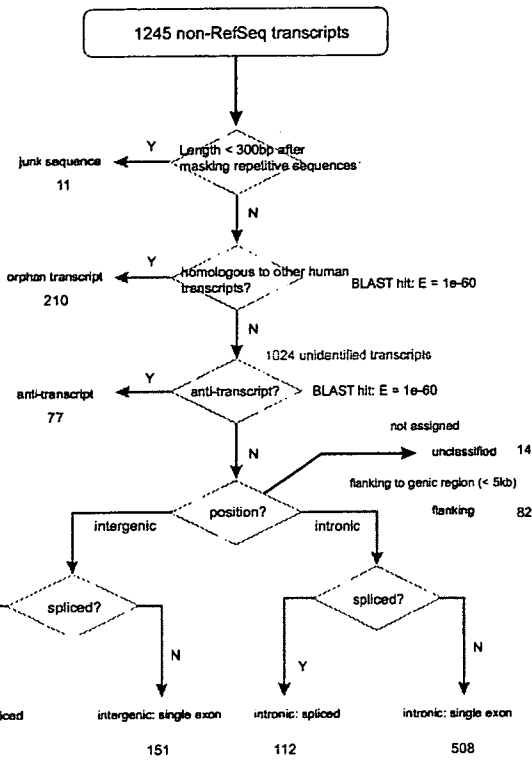 1245 non-RefSeq transcripts
Y
Length < 300bp after
masking repetitive sequences
junk sequence
11
N
Y
homologous to other human
transcripts?
orphan transcript
210
BLAST hit: E = 1e-60
N
1024 unidentified transcripts
Y
anti-transcript?
BLAST hit: E = 1e-60
anti-transcript
77
not assigned
N
unclassified 14
flanking to genic region (< 5kb)
position?
flanking 82
intergenic
intronic
spliced?
spliced?
N
Y
N
iced
intergenic: single exon
intronic: spliced
intronic: single exon
151
112
508